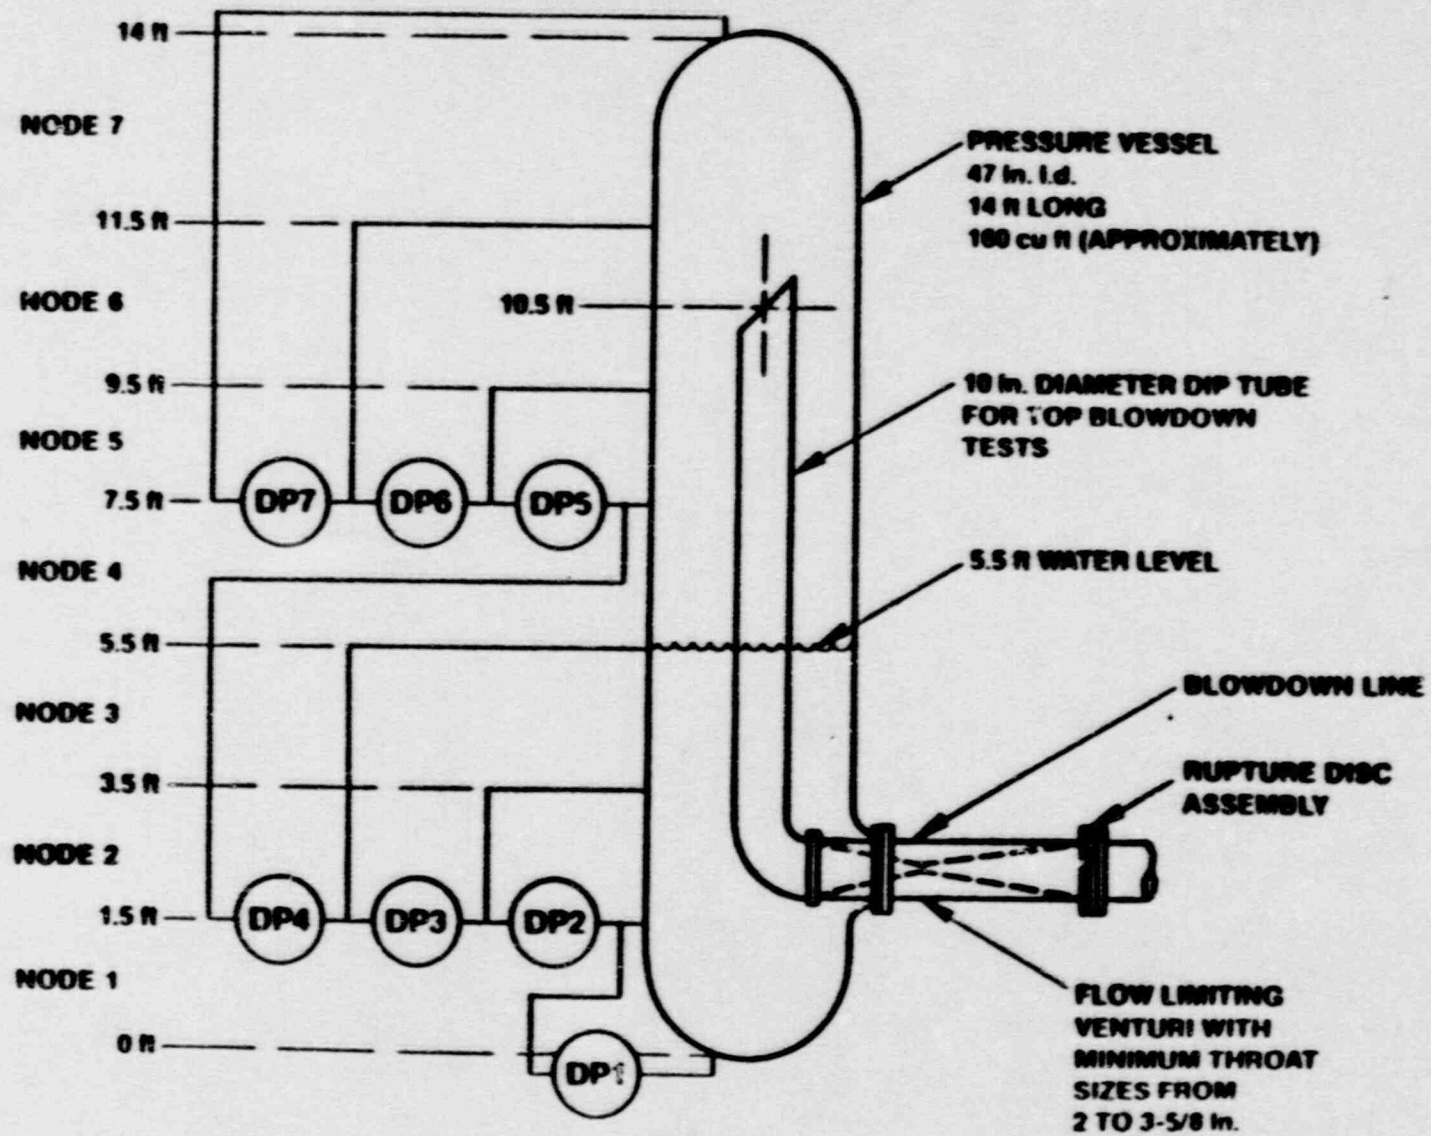 14 ft
NODE 7
PRESSURE VESSEL
47 in. i.d.
14 ft LONG
160 cu ft (APPROXIMATELY)
11.5 ft
NODE 6
10.5 ft
9.5 ft
10 in. DIAMETER DIP TUBE
FOR TOP BLOWDOWN
TESTS
NODE 5
7.5 ft
DP7
DP6
DP5
NODE 4
5.5 ft WATER LEVEL
5.5 ft
BLOWDOWN LINE
NODE 3
3.5 ft
RUPTURE DISC
ASSEMBLY
NODE 2
1.5 ft
DP4
DP3
DP2
NODE 1
FLOW LIMITING
VENTURI WITH
MINIMUM THROAT
SIZES FROM
2 TO 3-5/8 in.
0 ft
DP1